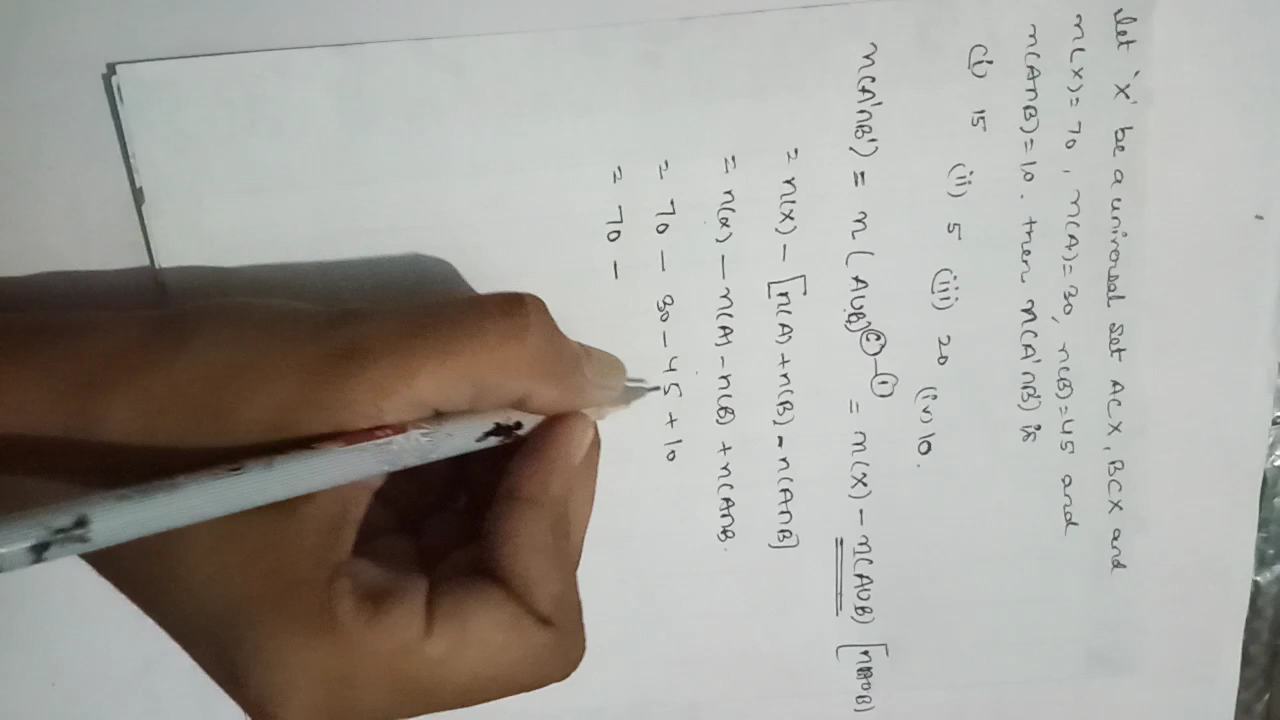 Let 'X' be a universal set A⊂X, B⊂X and
n(X)=70, n(A)=30, n(B)=45 and
n(A∩B)=10. then n(A'∩B') is
(i) 15 (ii) 5 (iii) 20 (iv) 10.
n(A'∩B') = n(A∪B)ᶜ – ① = n(X) – n(A∪B) [n(A∪B)
= n(X) – [n(A)+n(B)–n(A∩B)]
= n(X) – n(A) – n(B) + n(A∩B.
= 70 – 30 – 45 + 10
= 70 –